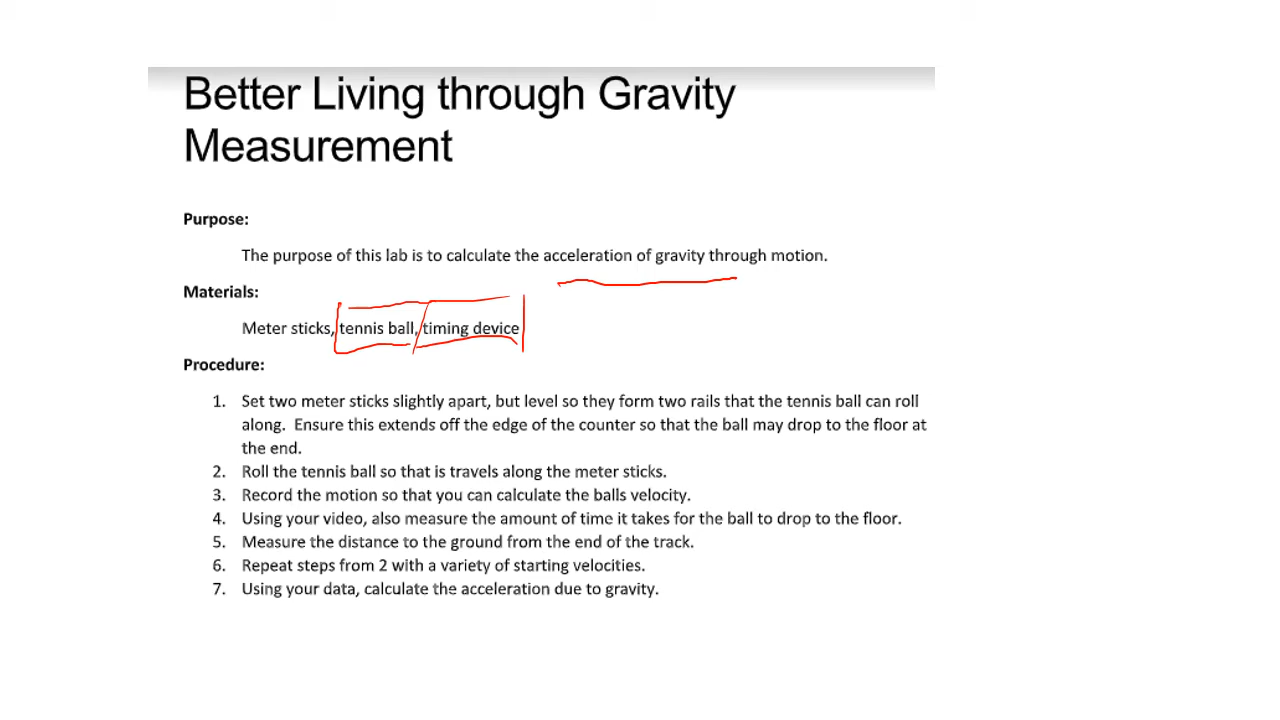 Better Living through Gravity
Measurement
Purpose:
The purpose of this lab is to calculate the acceleration of gravity through motion.
Materials:
Meter sticks, tennis ball, timing device
Procedure:
1. Set two meter sticks slightly apart, but level so they form two rails that the tennis ball can roll
along. Ensure this extends off the edge of the counter so that the ball may drop to the floor at
the end.
2. Roll the tennis ball so that is travels along the meter sticks.
3. Record the motion so that you can calculate the balls velocity.
4. Using your video, also measure the amount of time it takes for the ball to drop to the floor.
5. Measure the distance to the ground from the end of the track.
6. Repeat steps from 2 with a variety of starting velocities.
7. Using your data, calculate the acceleration due to gravity.